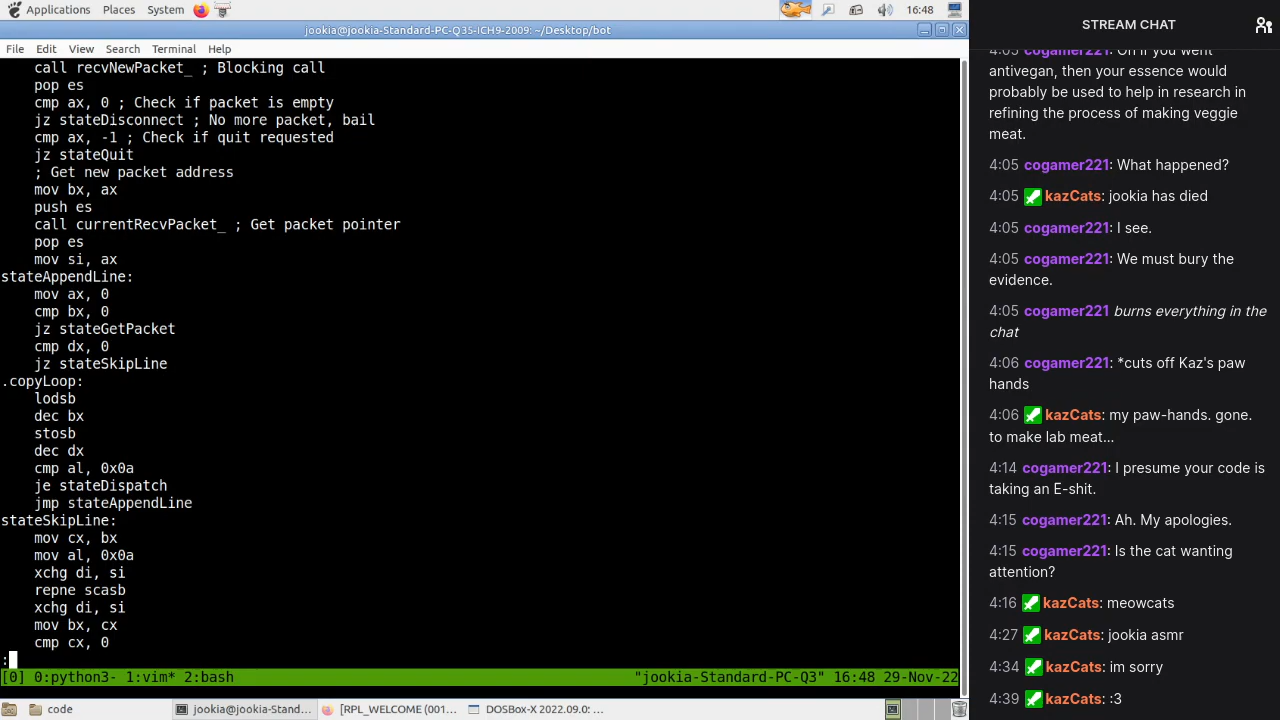 Applications Places System 16:48
jookia@jookia-Standard-PC-Q35-ICH9-2009: ~/Desktop/bot
File Edit View Search Terminal Help
call recvNewPacket_ ; Blocking call
pop es
cmp ax, 0 ; Check if packet is empty
jz stateDisconnect ; No more packet, bail
cmp ax, -1 ; Check if quit requested
jz stateQuit
; Get new packet address
mov bx, ax
push es
call currentRecvPacket_ ; Get packet pointer
pop es
mov si, ax
stateAppendLine:
mov ax, 0
cmp bx, 0
jz stateGetPacket
cmp dx, 0
jz stateSkipLine
.copyLoop:
lodsb
dec bx
stosb
dec dx
cmp al, 0x0a
je stateDispatch
jmp stateAppendLine
stateSkipLine:
mov cx, bx
mov al, 0x0a
xchg di, si
repne scasb
xchg di, si
mov bx, cx
cmp cx, 0
:
[0] 0:python3- 1:vim* 2:bash "jookia-Standard-PC-Q3" 16:48 29-Nov-22
code jookia@jookia-Stand... [RPL_WELCOME (001... DOSBox-X 2022.09.0: ...
STREAM CHAT
4:05 cogamer221: Oh if you went
antivegan, then your essence would
probably be used to help in research in
refining the process of making veggie
meat.
4:05 cogamer221: What happened?
4:05 kazCats: jookia has died
4:05 cogamer221: I see.
4:05 cogamer221: We must bury the
evidence.
4:05 cogamer221 burns everything in the
chat
4:06 cogamer221: *cuts off Kaz's paw
hands
4:06 kazCats: my paw-hands. gone.
to make lab meat...
4:14 cogamer221: I presume your code is
taking an E-shit.
4:15 cogamer221: Ah. My apologies.
4:15 cogamer221: Is the cat wanting
attention?
4:16 kazCats: meowcats
4:27 kazCats: jookia asmr
4:34 kazCats: im sorry
4:39 kazCats: :3